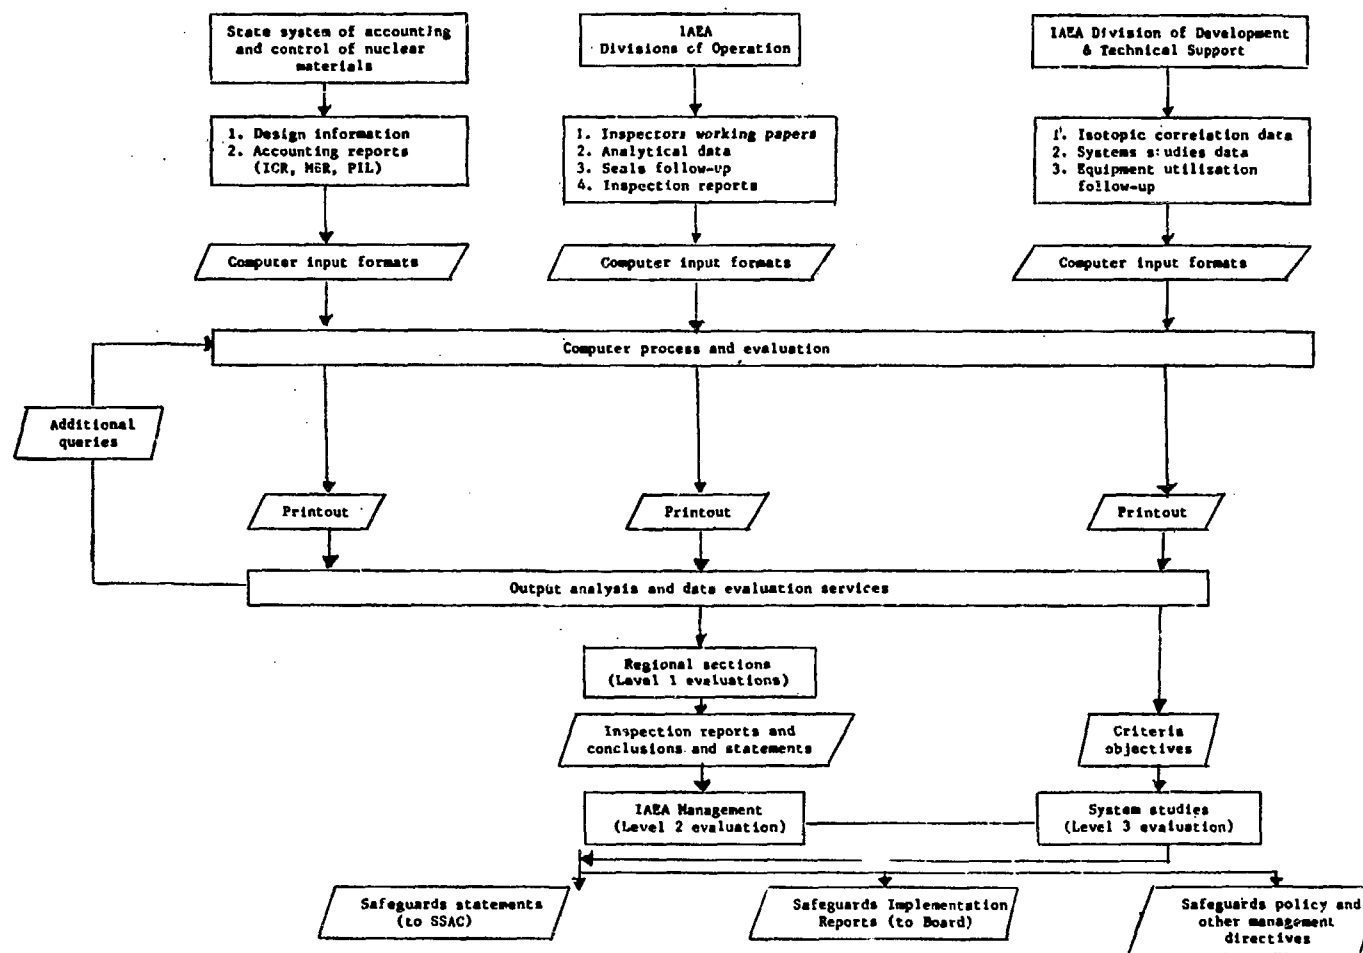 State system of accounting
and control of nuclear
materials
IAEA
Divisions of Operation
IAEA Division of Development
& Technical Support
1. Design information
2. Accounting reports
(ICR, MBR, PIL)
1. Inspectors working papers
2. Analytical data
3. Seals follow-up
4. Inspection reports
1. Isotopic correlation data
2. Systems studies data
3. Equipment utilization
follow-up
Computer input formats
Computer input formats
Computer input formats
Computer process and evaluation
Additional
queries
Printout
Printout
Printout
Output analysis and data evaluation services
Regional sections
(Level 1 evaluations)
Inspection reports and
conclusions and statements
Criteria
objectives
IAEA Management
(Level 2 evaluation)
System studies
(Level 3 evaluation)
Safeguards statements
(to SSAC)
Safeguards Implementation
Reports (to Board)
Safeguards policy and
other management
directives